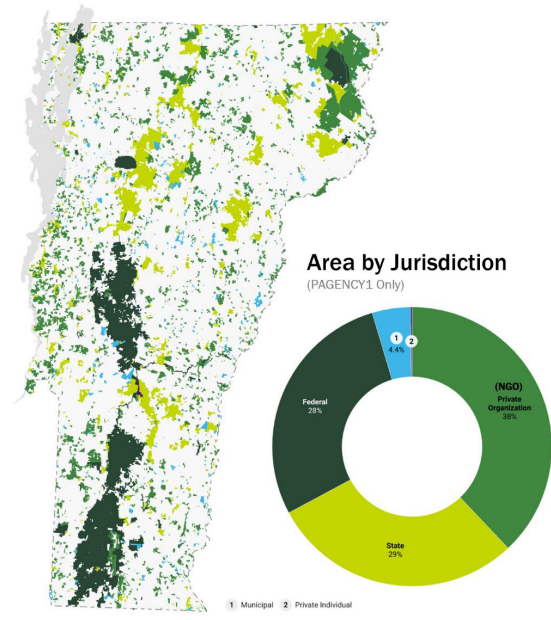 Area by Jurisdiction
(PAGENCY1 Only)
1
4.4%
2
(NGO)
Private
Organization
38%
Federal
28%
State
29%
1 Municipal 2 Private Individual